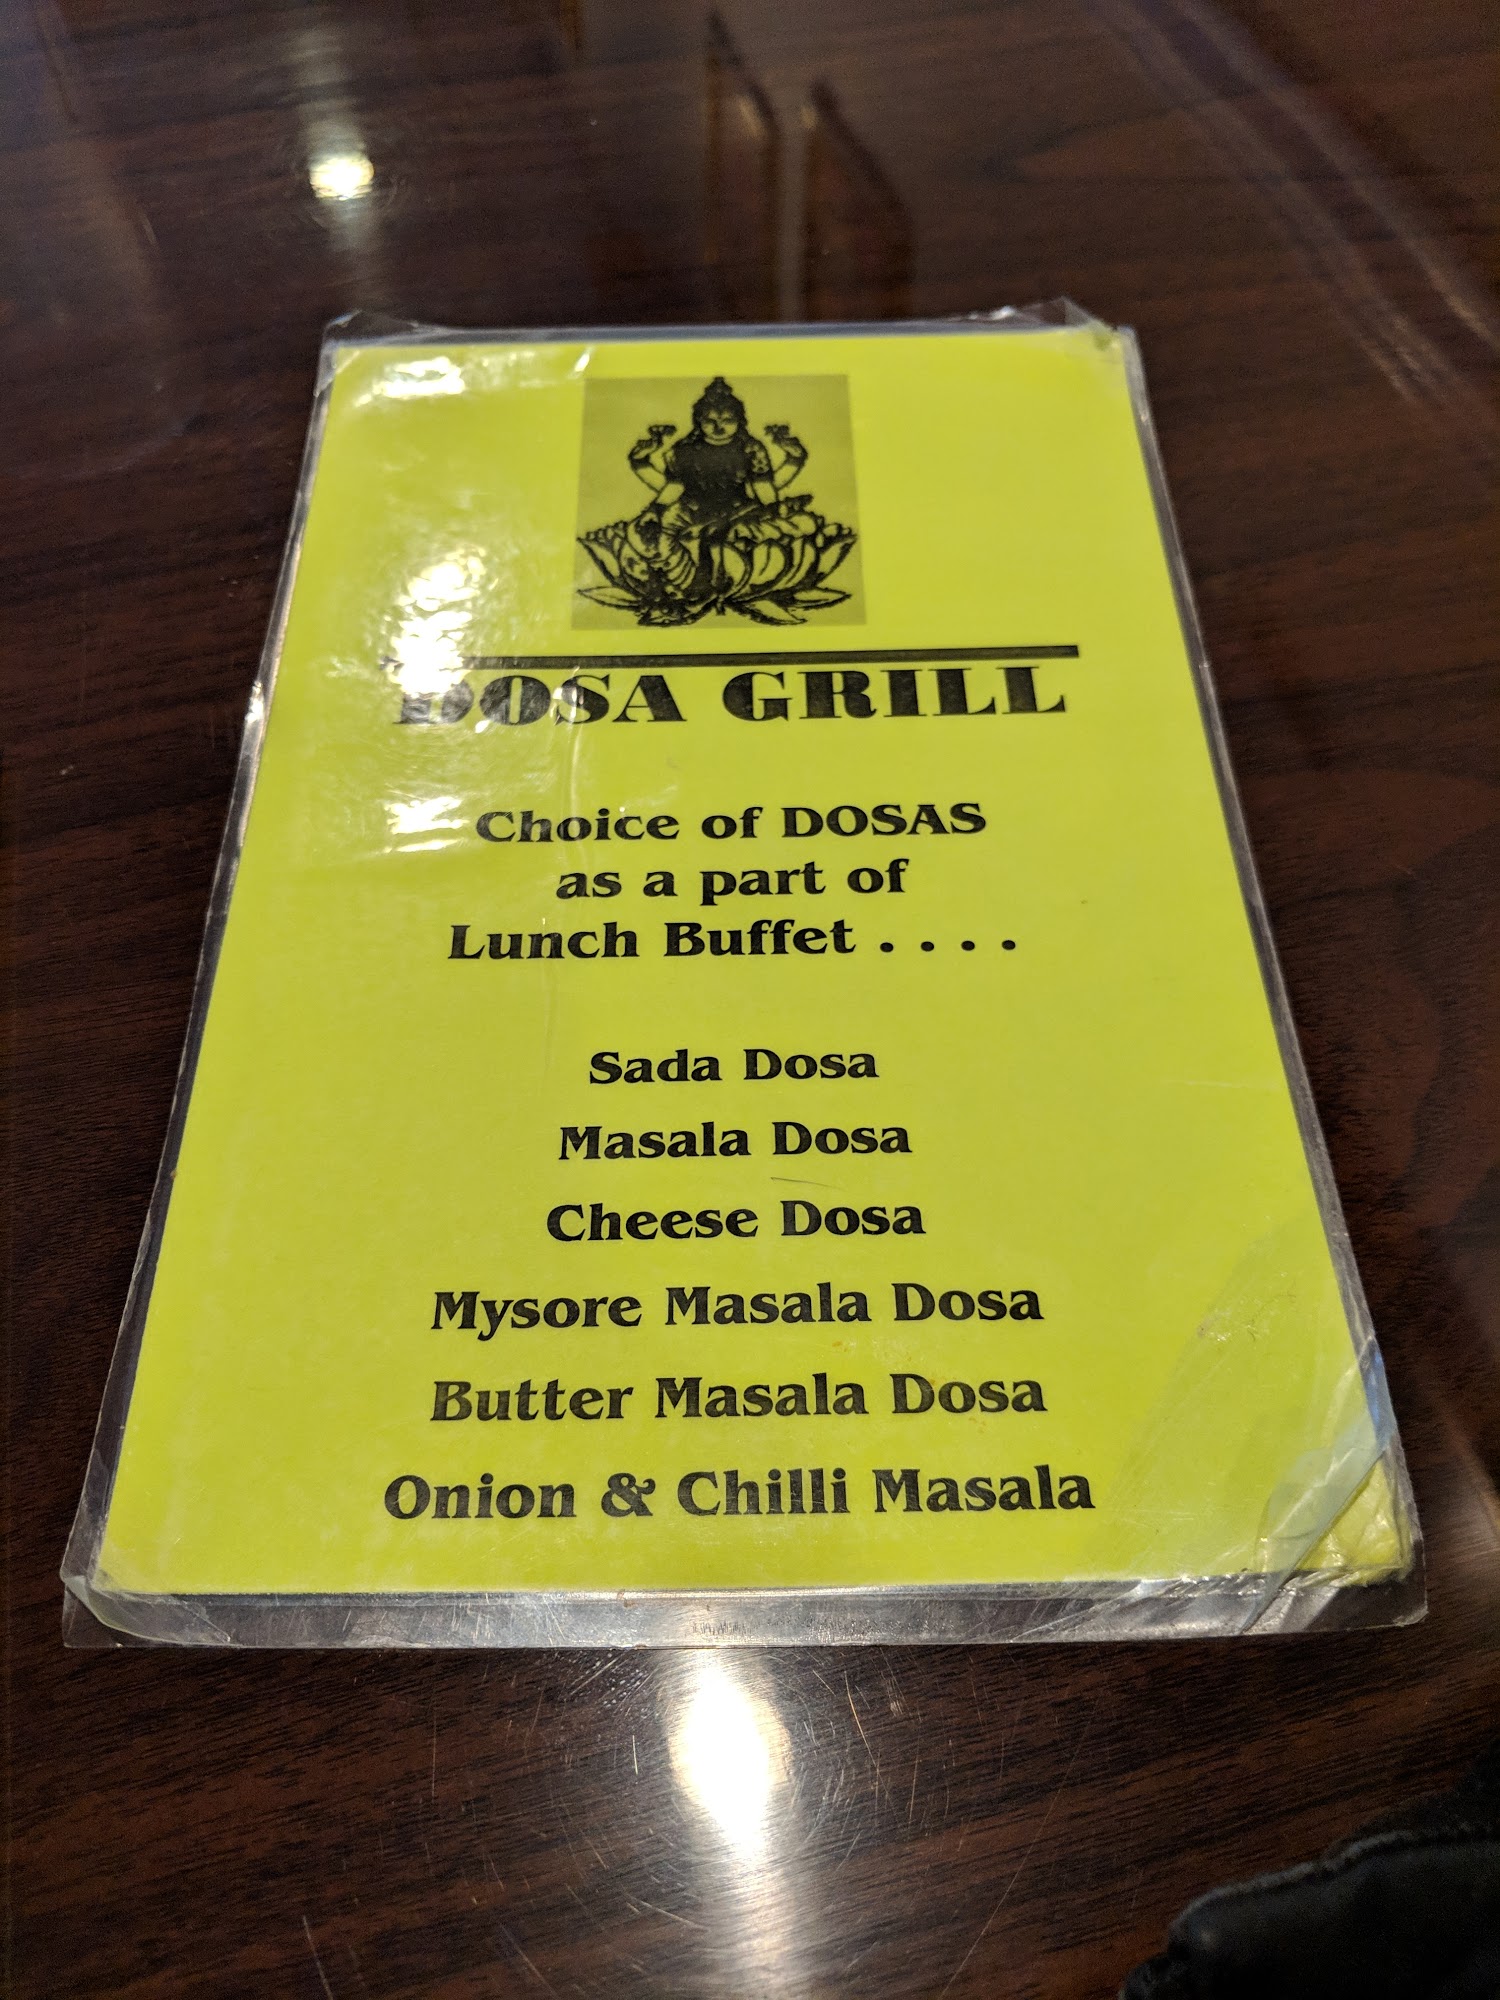 DOSA GRILL
Choice of DOSAS
as a part of
Lunch Buffet . . . .
Sada Dosa
Masala Dosa
Cheese Dosa
Mysore Masala Dosa
Butter Masala Dosa
Onion & Chilli Masala